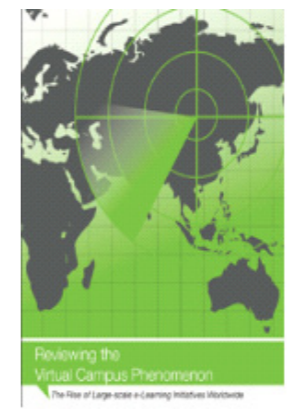 Reviewing the
Virtual Campus Phenomenon
The Rise of Large-scale e-Learning Initiatives Worldwide